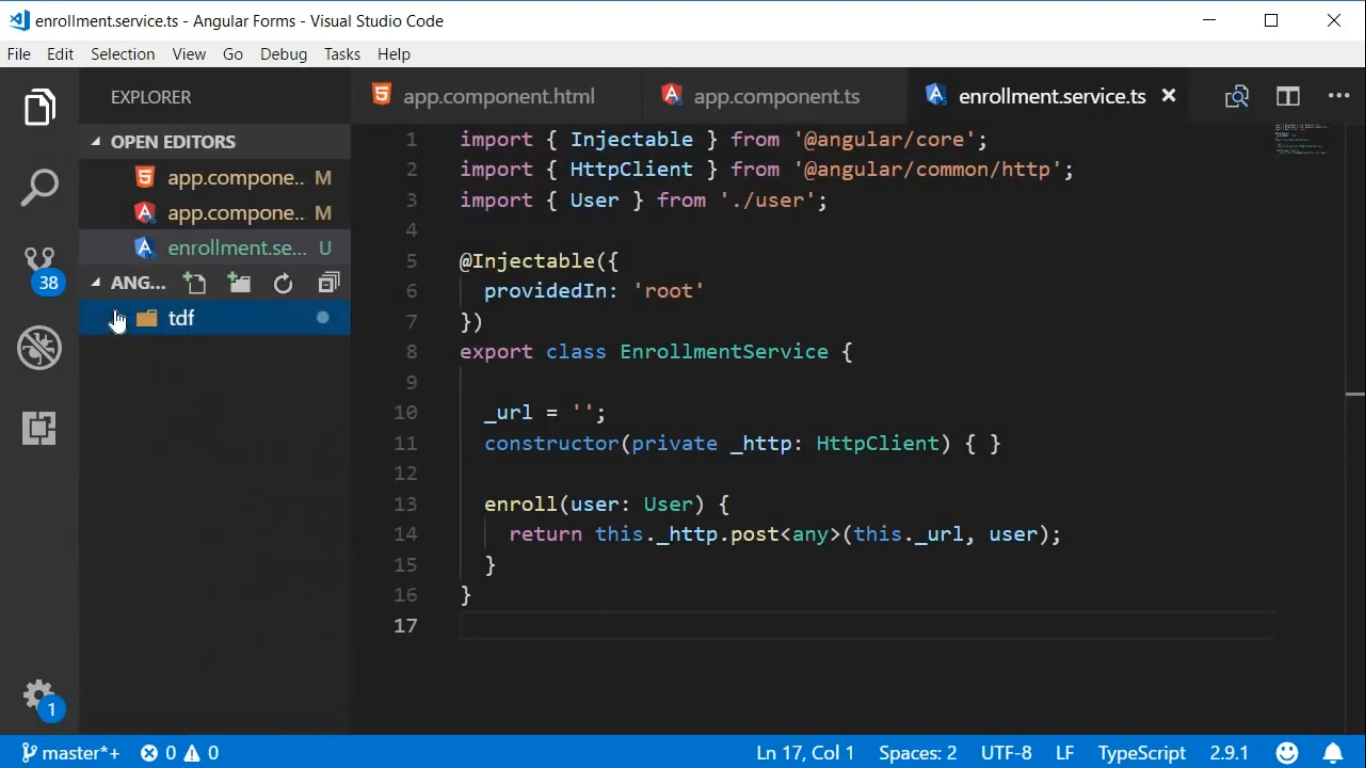 enrollment.service.ts - Angular Forms - Visual Studio Code
File Edit Selection View Go Debug Tasks Help
EXPLORER
OPEN EDITORS
app.compone.. M
app.compone.. M
enrollment.se... U
ANG...
tdf
38
1
app.component.html app.component.ts enrollment.service.ts
1 import { Injectable } from '@angular/core';
2 import { HttpClient } from '@angular/common/http';
3 import { User } from './user';
4
5 @Injectable({
6 providedIn: 'root'
7 })
8 export class EnrollmentService {
9
10 _url = '';
11 constructor(private _http: HttpClient) { }
12
13 enroll(user: User) {
14 return this._http.post<any>(this._url, user);
15 }
16 }
17
master*+ 0 0 Ln 17, Col 1 Spaces: 2 UTF-8 LF TypeScript 2.9.1